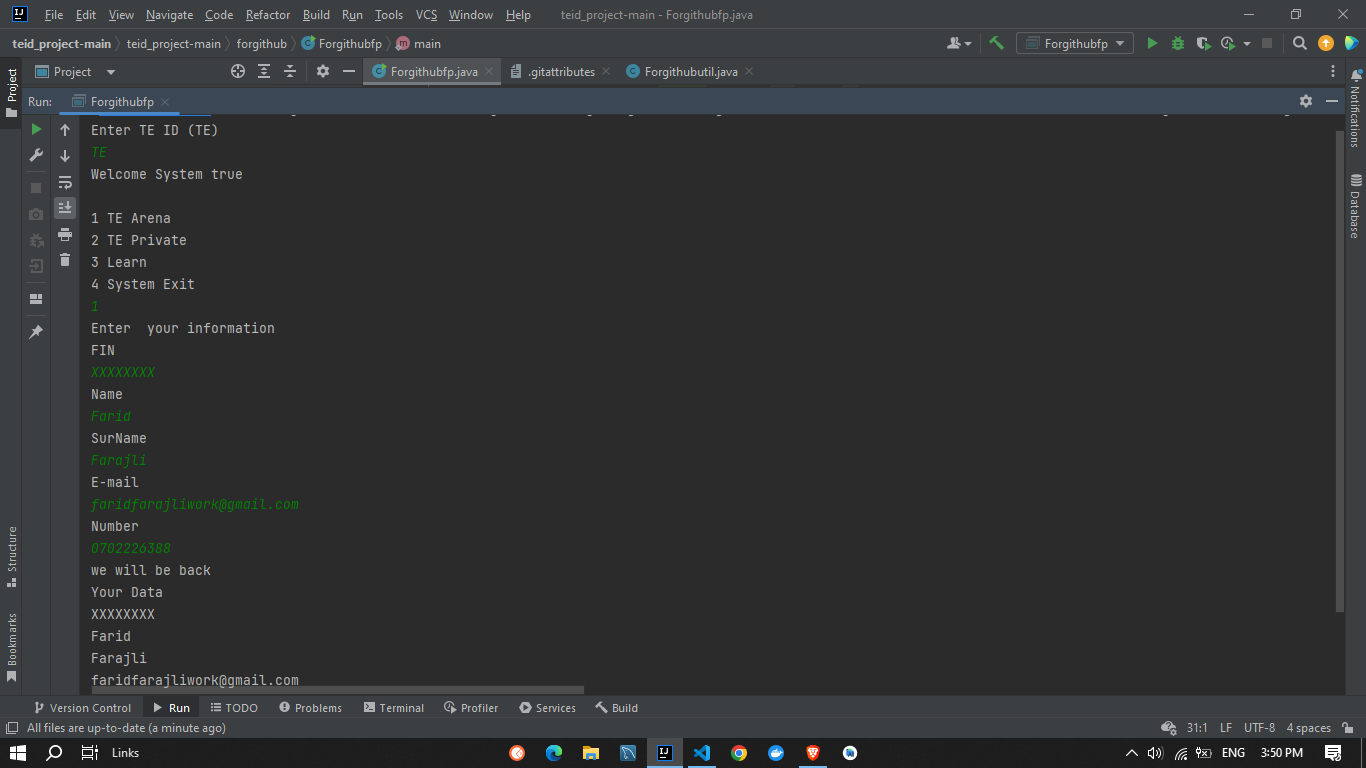 File Edit View Navigate Code Refactor Build Run Tools VCS Window Help teid_project-main - Forgithubfp.java
teid_project-main teid_project-main forgithub Forgithubfp main Forgithubfp
Project Forgithubfp.java .gitattributes Forgithubutil.java
Run: Forgithubfp
Enter TE ID (TE)
TE
Welcome System true
1 TE Arena
2 TE Private
3 Learn
4 System Exit
1
Enter  your information
FIN
XXXXXXXX
Name
Farid
SurName
Farajli
E-mail
faridfarajliwork@gmail.com
Number
0702226388
we will be back
Your Data
XXXXXXXX
Farid
Farajli
faridfarajliwork@gmail.com
Project
Structure
Bookmarks
Notifications
Database
Version Control Run TODO Problems Terminal Profiler Services Build
All files are up-to-date (a minute ago) 31:1 LF UTF-8 4 spaces
Links ENG 3:50 PM